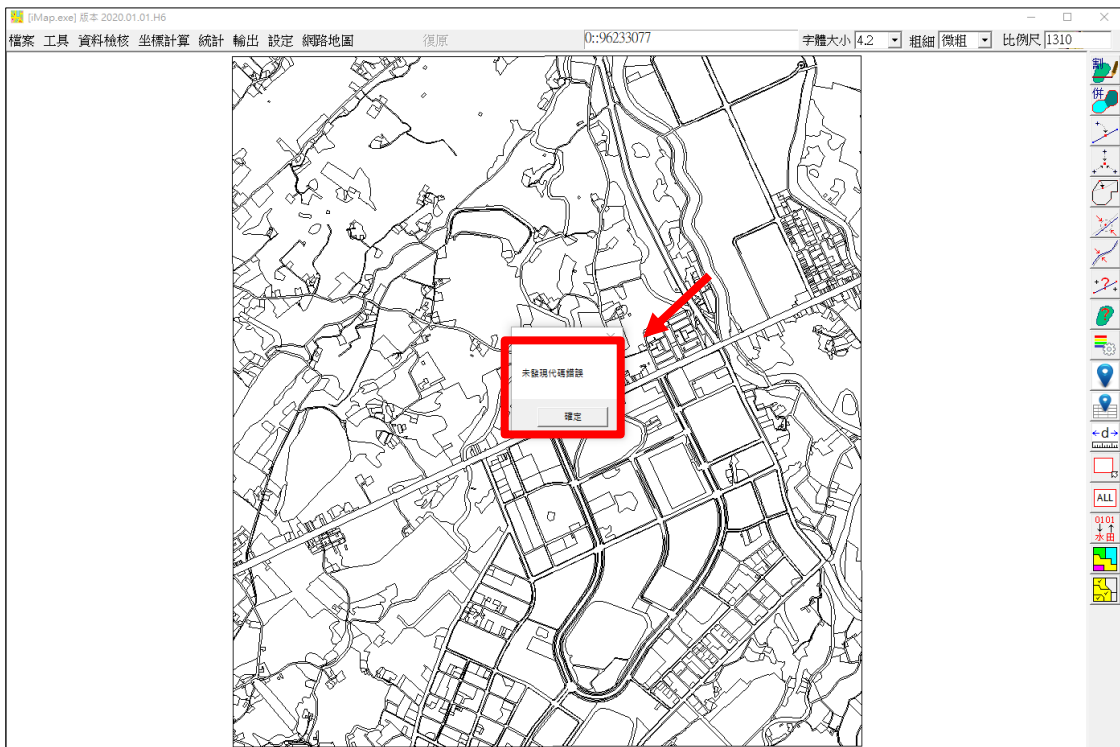 [iMap.exe] 版本 2020.01.01.H6
檔案 工具 資料檢核 坐標計算 統計 輸出 設定 網路地圖 復原 0::96233077 字體大小 4.2 粗細 微粗 比例尺 1310
割
併
未發現代碼錯誤
確定
d
ALL
0101
水田